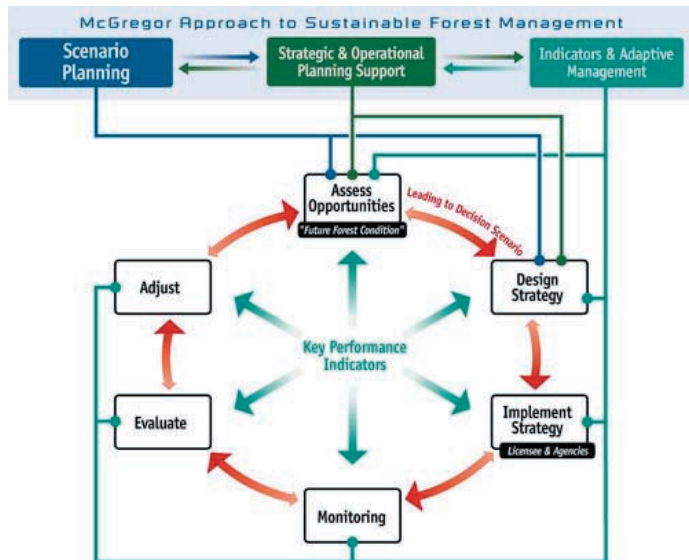 McGregor Approach to Sustainable Forest Management
Scenario
Planning
Strategic & Operational
Planning Support
Indicators & Adaptive
Management
Assess
Opportunities
"Future Forest Condition"
Leading to Decision Scenario
Adjust
Design
Strategy
Key Performance
Indicators
Evaluate
Implement
Strategy
Licensee & Agencies
Monitoring